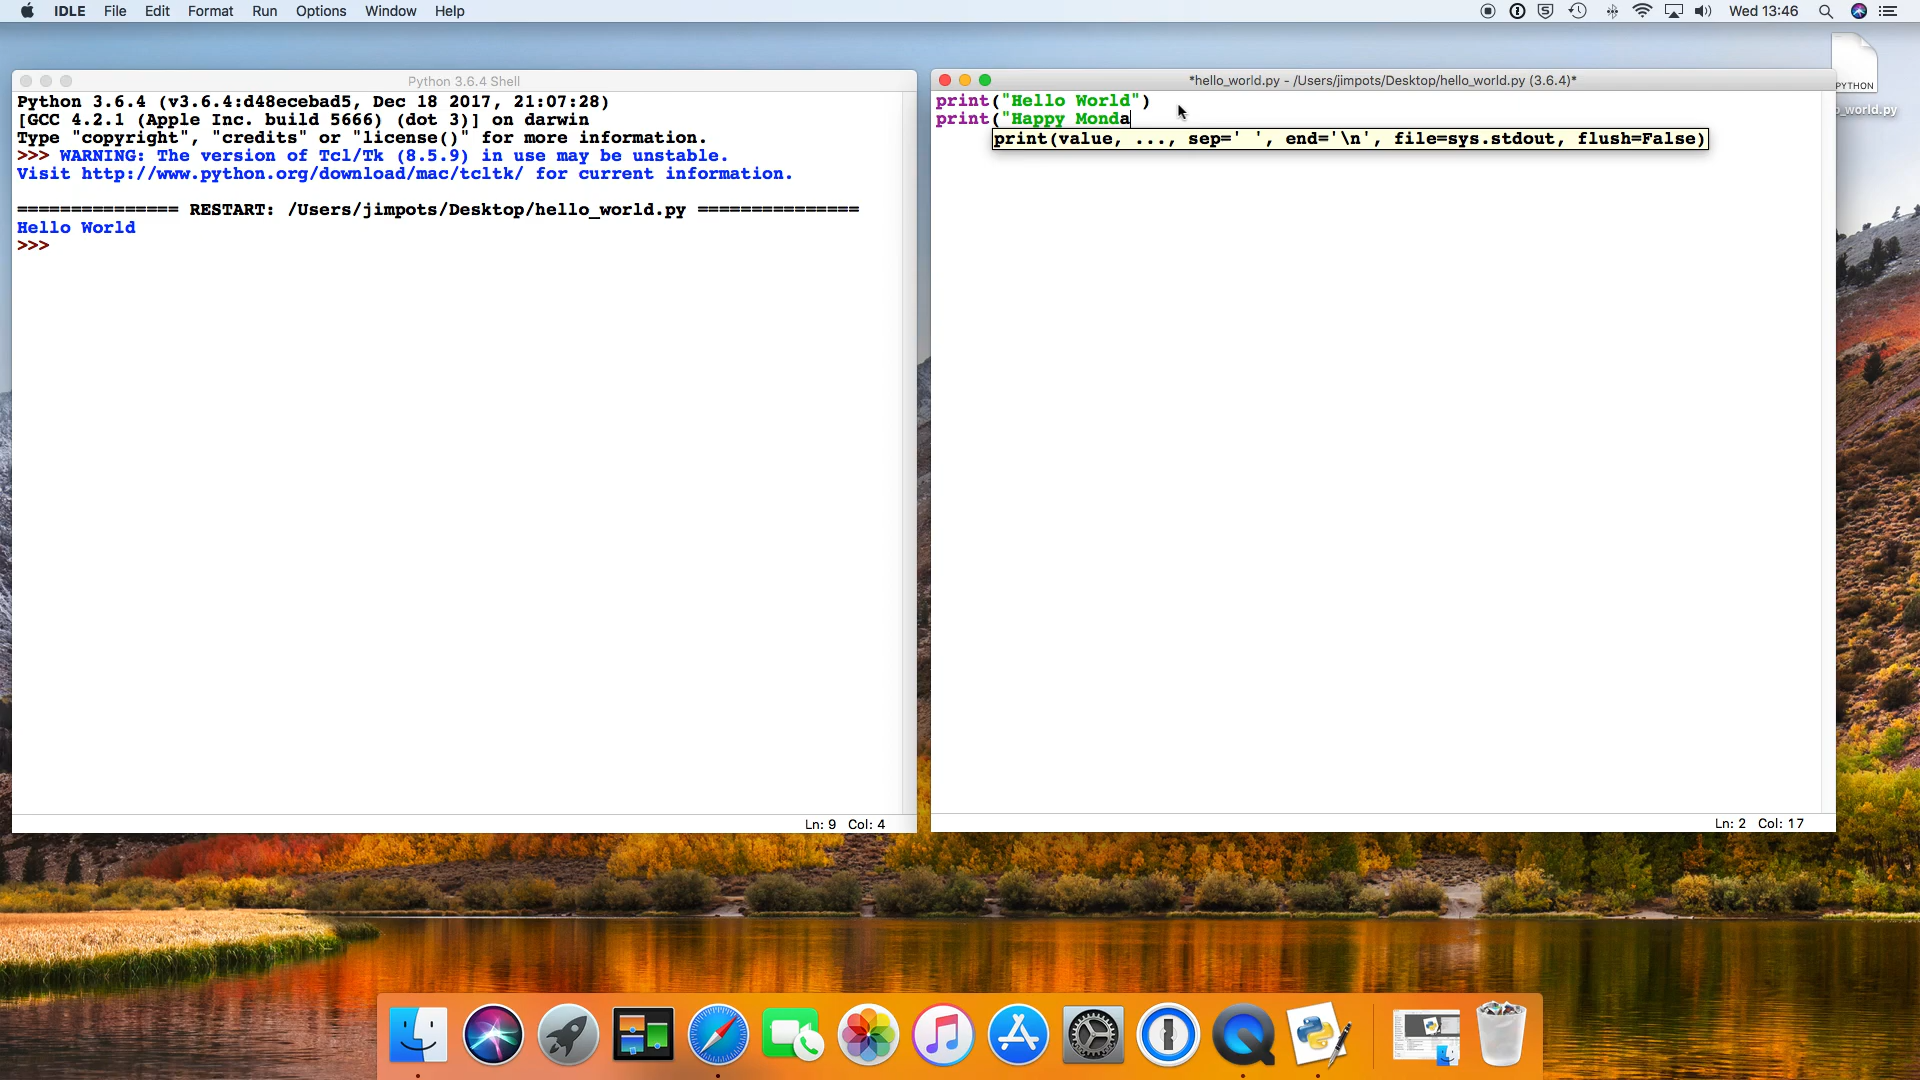 IDLE File Edit Format Run Options Window Help
Wed 13:46
Python 3.6.4 Shell
Python 3.6.4 (v3.6.4:d48ecebad5, Dec 18 2017, 21:07:28)
[GCC 4.2.1 (Apple Inc. build 5666) (dot 3)] on darwin
Type "copyright", "credits" or "license()" for more information.
>>> WARNING: The version of Tcl/Tk (8.5.9) in use may be unstable.
Visit http://www.python.org/download/mac/tcltk/ for current information.
=============== RESTART: /Users/jimpots/Desktop/hello_world.py ===============
Hello World
>>>
Ln: 9 Col: 4
*hello_world.py - /Users/jimpots/Desktop/hello_world.py (3.6.4)*
print("Hello World")
print("Happy Monda
print(value, ..., sep=' ', end='\n', file=sys.stdout, flush=False)
Ln: 2 Col: 17
PYTHON
o_world.py